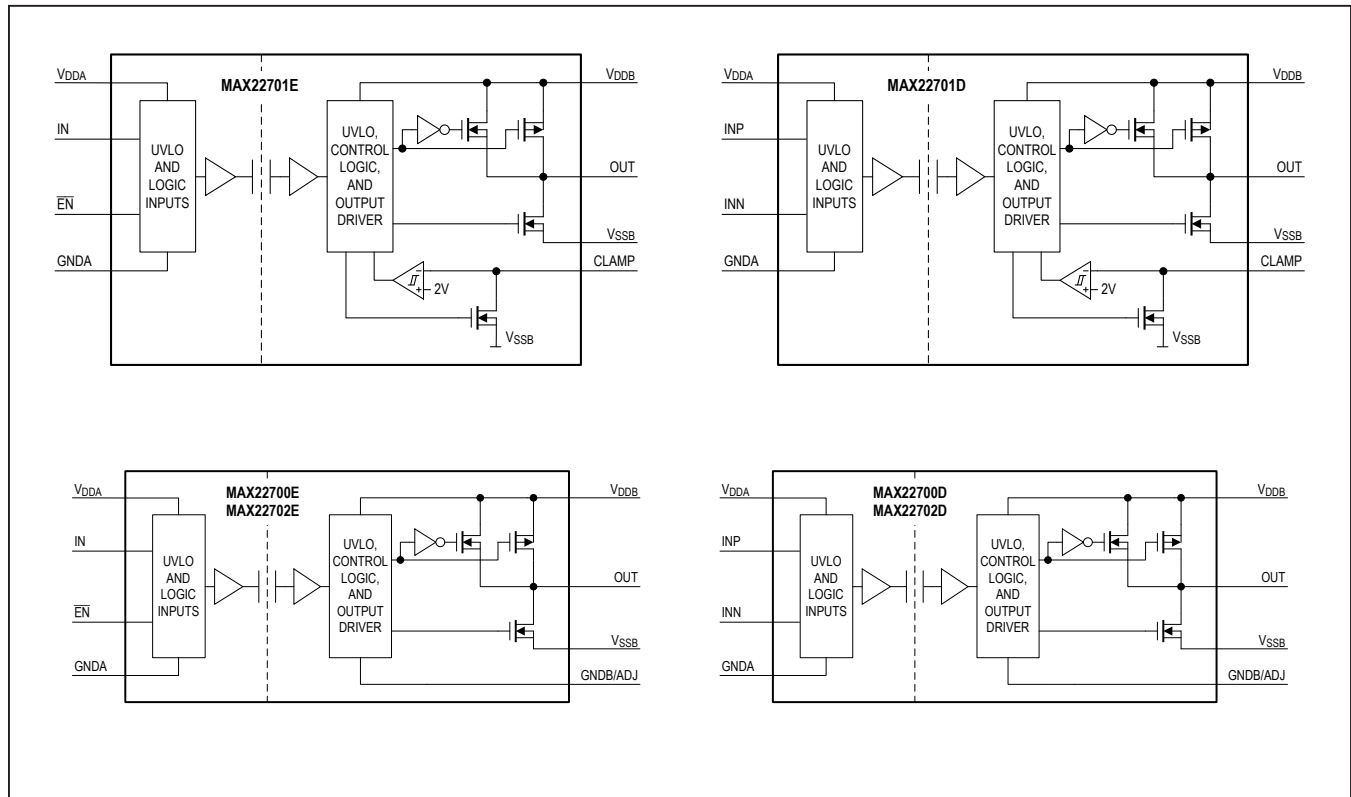 MAX22701E
VDDA
IN
EN
GNDA
UVLO
AND
LOGIC
INPUTS
UVLO,
CONTROL
LOGIC,
AND
OUTPUT
DRIVER
VDDB
OUT
VSSB
CLAMP
-
+
2V
VSSB
MAX22701D
VDDA
INP
INN
GNDA
UVLO
AND
LOGIC
INPUTS
UVLO,
CONTROL
LOGIC,
AND
OUTPUT
DRIVER
VDDB
OUT
VSSB
CLAMP
-
+
2V
VSSB
MAX22700E
MAX22702E
VDDA
IN
EN
GNDA
UVLO
AND
LOGIC
INPUTS
UVLO,
CONTROL
LOGIC,
AND
OUTPUT
DRIVER
VDDB
OUT
VSSB
GNDB/ADJ
MAX22700D
MAX22702D
VDDA
INP
INN
GNDA
UVLO
AND
LOGIC
INPUTS
UVLO,
CONTROL
LOGIC,
AND
OUTPUT
DRIVER
VDDB
OUT
VSSB
GNDB/ADJ